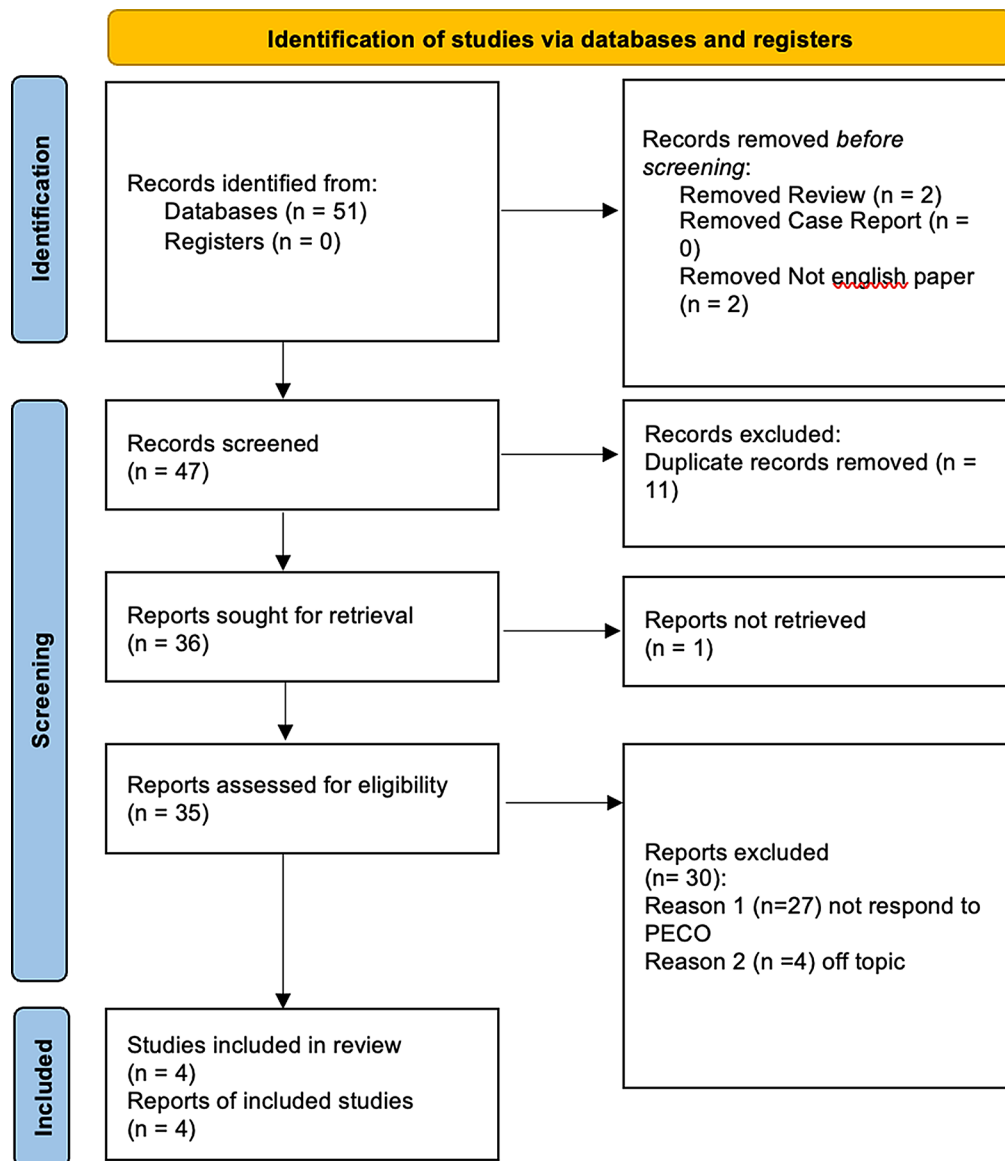 Identification of studies via databases and registers
Identification
Records identified from:
Databases (n = 51)
Registers (n = 0)
Records removed before
screening:
Removed Review (n = 2)
Removed Case Report (n =
0)
Removed Not english paper
(n = 2)
Screening
Records screened
(n = 47)
Records excluded:
Duplicate records removed (n =
11)
Reports sought for retrieval
(n = 36)
Reports not retrieved
(n = 1)
Reports assessed for eligibility
(n = 35)
Reports excluded
(n= 30):
Reason 1 (n=27) not respond to
PECO
Reason 2 (n =4) off topic
Included
Studies included in review
(n = 4)
Reports of included studies
(n = 4)